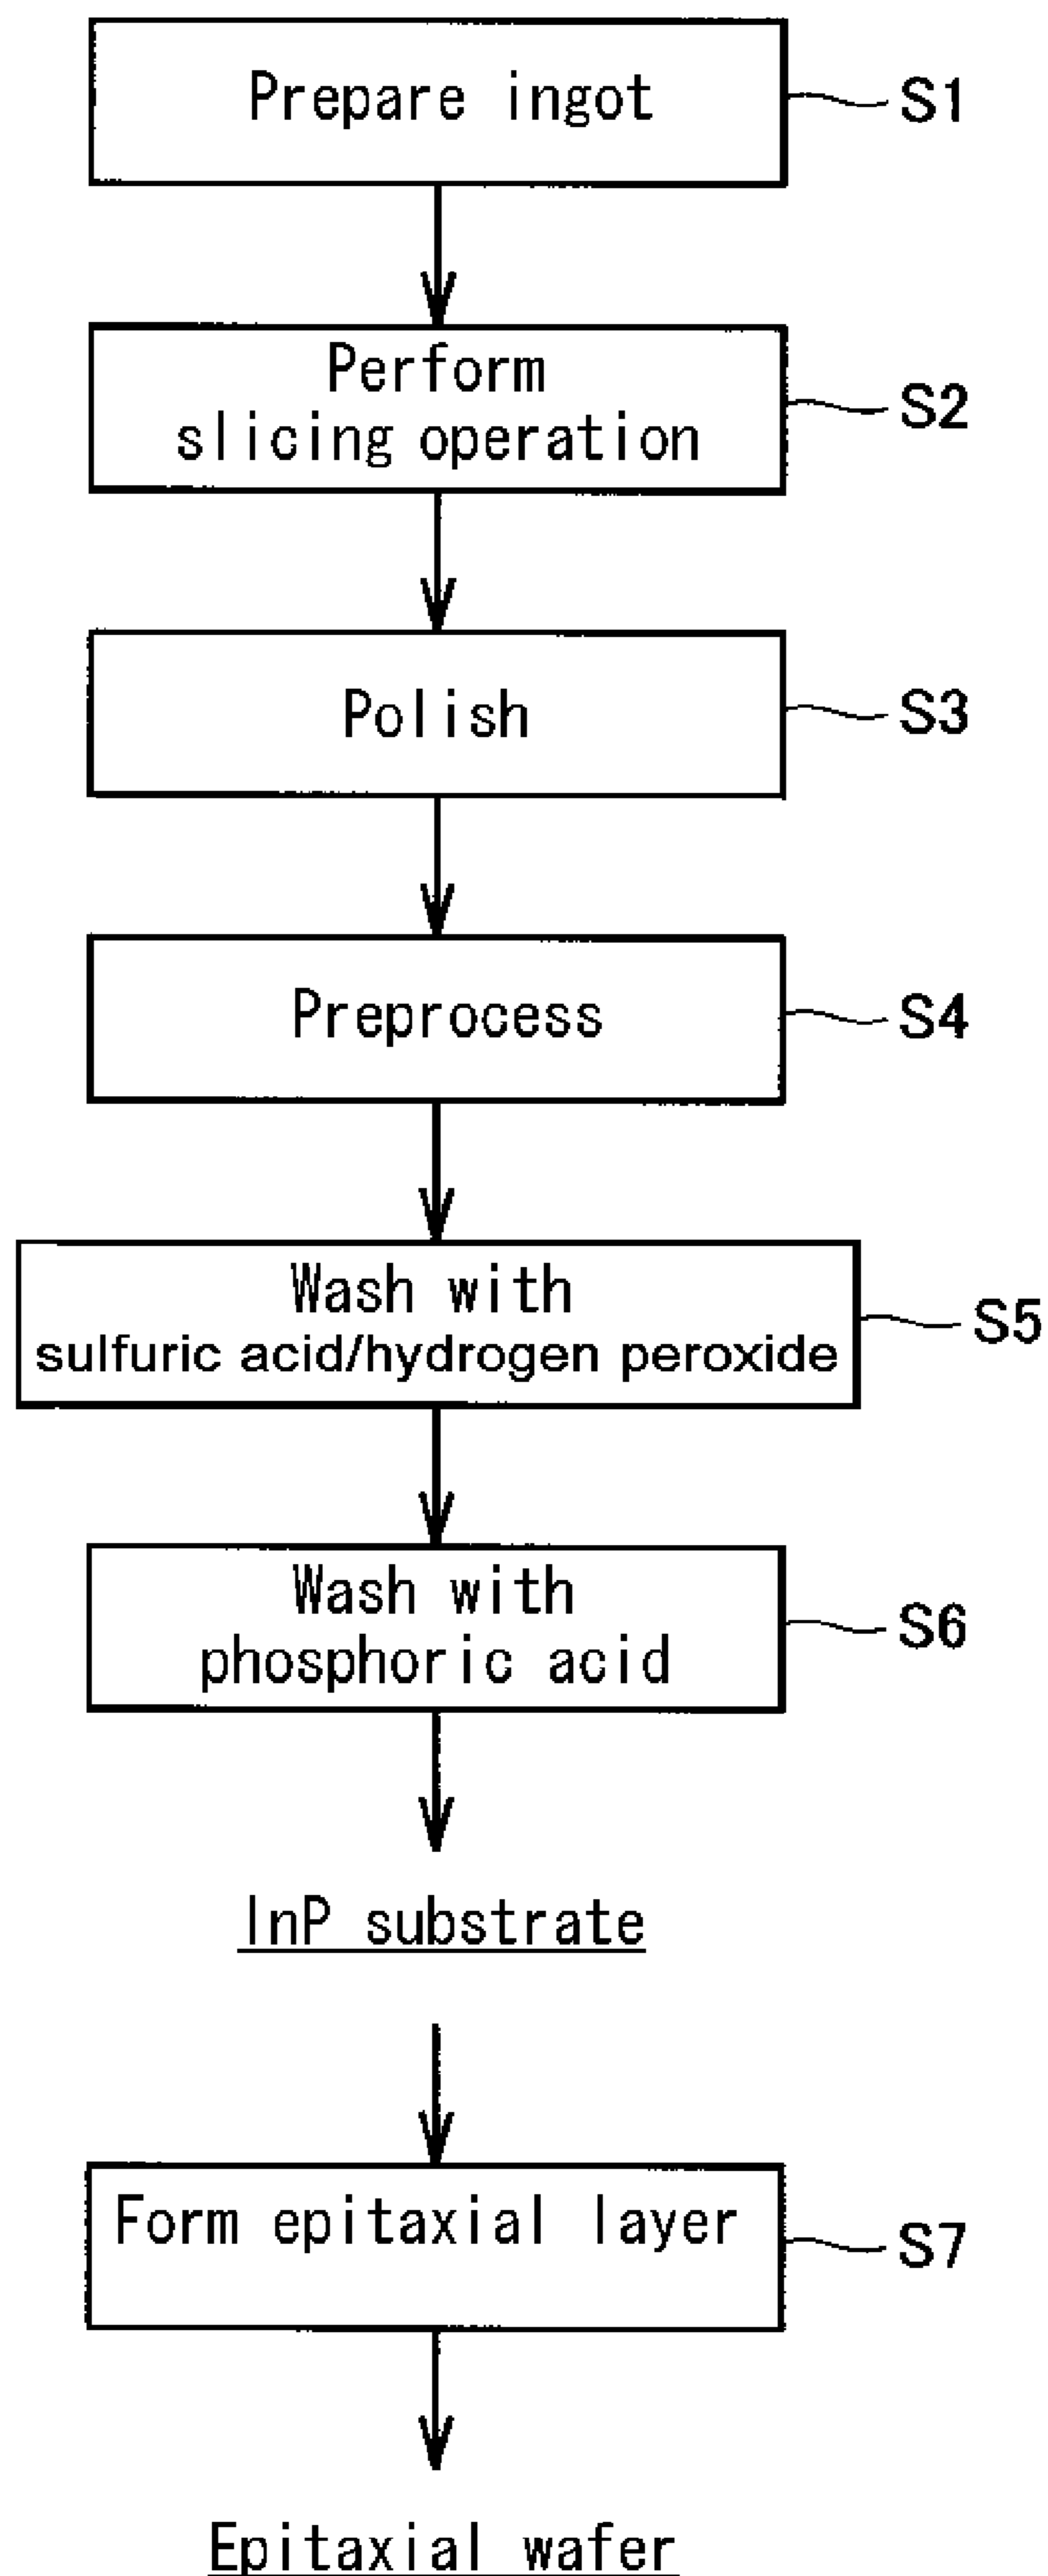 Prepare ingot
S1
Perform
slicing operation
S2
Polish
S3
Preprocess
S4
Wash with
sulfuric acid/hydrogen peroxide
S5
Wash with
phosphoric acid
S6
InP substrate
Form epitaxial layer
S7
Epitaxial wafer